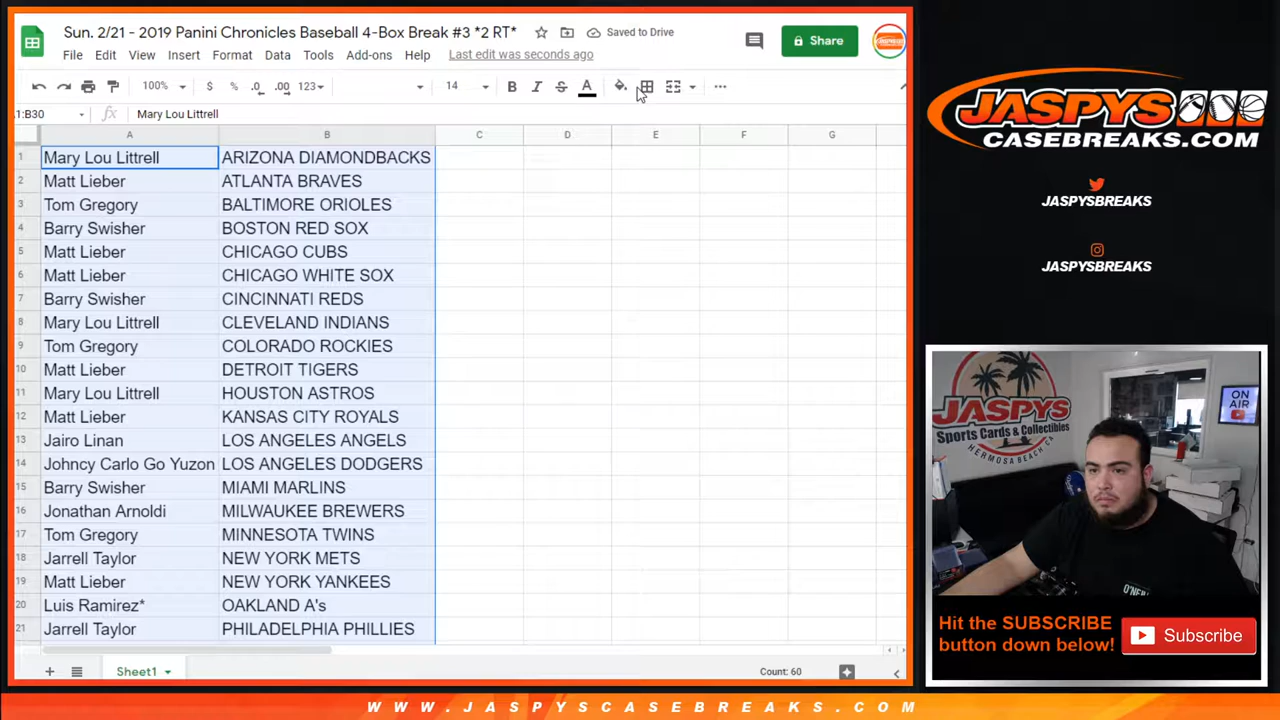 Sun. 2/21 - 2019 Panini Chronicles Baseball 4-Box Break #3 *2 RT*
Saved to Drive
File Edit View Insert Format Data Tools Add-ons Help Last edit was seconds ago
Share
100% $ % .0 .00 123 14 B I S A
Mary Lou Littrell
A B C D E F G
1 Mary Lou Littrell ARIZONA DIAMONDBACKS
2 Matt Lieber ATLANTA BRAVES
3 Tom Gregory BALTIMORE ORIOLES
4 Barry Swisher BOSTON RED SOX
5 Matt Lieber CHICAGO CUBS
6 Matt Lieber CHICAGO WHITE SOX
7 Barry Swisher CINCINNATI REDS
8 Mary Lou Littrell CLEVELAND INDIANS
9 Tom Gregory COLORADO ROCKIES
10 Matt Lieber DETROIT TIGERS
11 Mary Lou Littrell HOUSTON ASTROS
12 Matt Lieber KANSAS CITY ROYALS
13 Jairo Linan LOS ANGELES ANGELS
14 Johncy Carlo Go Yuzon LOS ANGELES DODGERS
15 Barry Swisher MIAMI MARLINS
16 Jonathan Arnoldi MILWAUKEE BREWERS
17 Tom Gregory MINNESOTA TWINS
18 Jarrell Taylor NEW YORK METS
19 Matt Lieber NEW YORK YANKEES
20 Luis Ramirez* OAKLAND A's
21 Jarrell Taylor PHILADELPHIA PHILLIES
Sheet1
Count: 60
JASPYS
CASEBREAKS.COM
JASPYSBREAKS
JASPYSBREAKS
JASPYS
Sports Cards & Collectibles
HERMOSA BEACH CA
ON AIR
O'NEILL
Hit the SUBSCRIBE
button down below!
Subscribe
WWW.JASPYSCASEBREAKS.COM